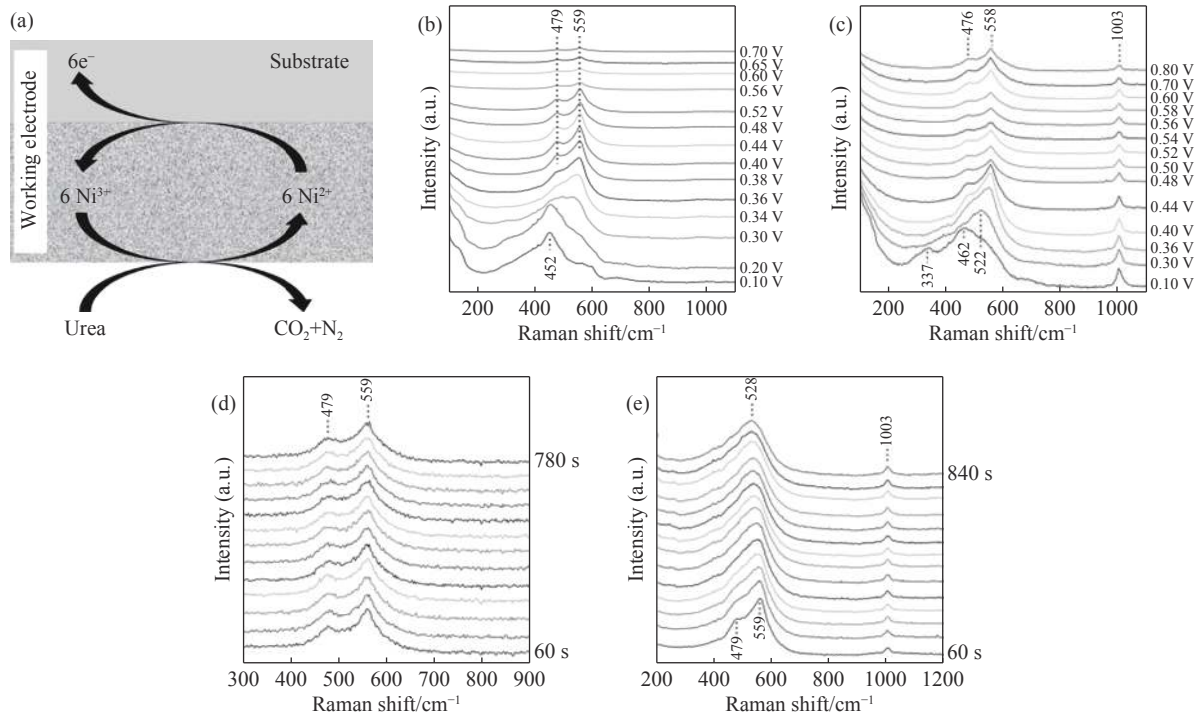 (a)
6e⁻
Substrate
Working electrode
6 Ni³⁺
6 Ni²⁺
Urea
CO₂+N₂
(b)
479
559
0.70 V
0.65 V
0.60 V
0.56 V
0.52 V
0.48 V
0.44 V
0.40 V
0.38 V
0.36 V
0.34 V
0.30 V
0.20 V
0.10 V
452
Intensity (a.u.)
200 400 600 800 1000
Raman shift/cm⁻¹
(c)
476
558
1003
0.80 V
0.70 V
0.60 V
0.58 V
0.56 V
0.54 V
0.52 V
0.50 V
0.48 V
0.44 V
0.40 V
0.36 V
0.30 V
0.10 V
337
462
522
Intensity (a.u.)
200 400 600 800 1000
Raman shift/cm⁻¹
(d)
479
559
780 s
60 s
Intensity (a.u.)
300 400 500 600 700 800 900
Raman shift/cm⁻¹
(e)
528
1003
840 s
479
559
60 s
Intensity (a.u.)
200 400 600 800 1000 1200
Raman shift/cm⁻¹